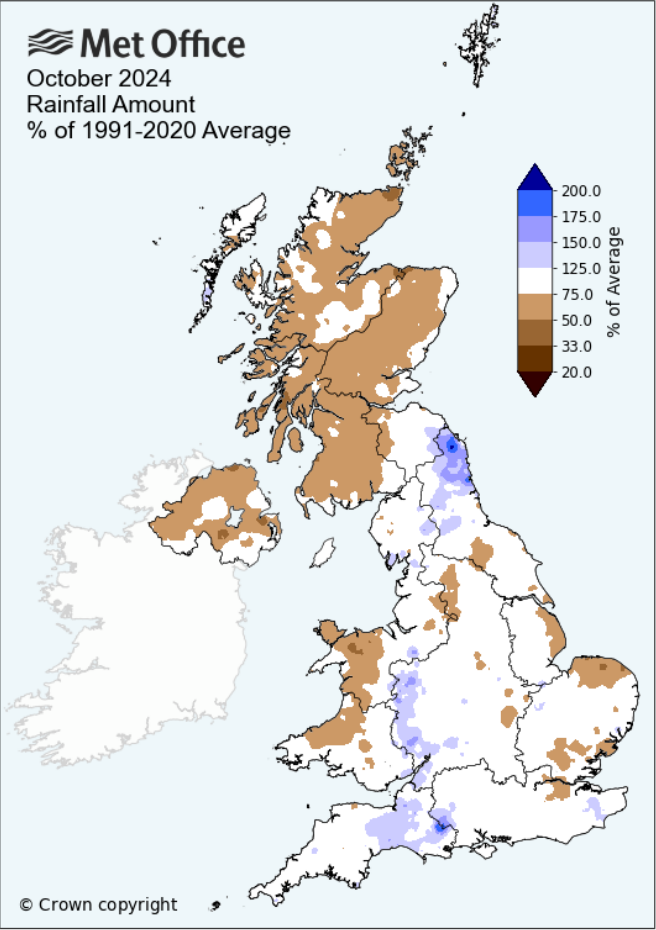 Met Office
October 2024
Rainfall Amount
% of 1991-2020 Average
200.0
175.0
150.0
125.0
75.0
50.0
33.0
20.0
% of Average
© Crown copyright